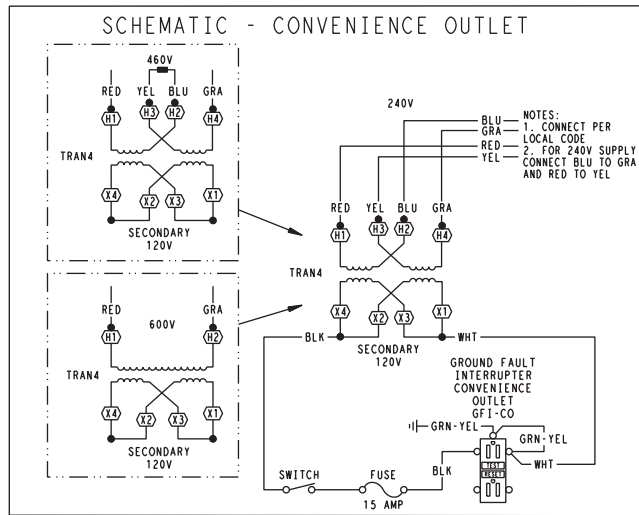 SCHEMATIC - CONVENIENCE OUTLET
460V
RED YEL BLU GRA
H1 H3 H2 H4
TRAN4
X4 X2 X3 X1
SECONDARY
120V
600V
RED GRA
H1 H2
TRAN4
X4 X2 X3 X1
SECONDARY
120V
240V
BLU
GRA
RED
YEL
NOTES:
1. CONNECT PER
LOCAL CODE
2. FOR 240V SUPPLY
CONNECT BLU TO GRA
AND RED TO YEL
RED YEL BLU GRA
H1 H3 H2 H4
TRAN4
X4 X2 X3 X1
BLK
WHT
SECONDARY
120V
GROUND FAULT
INTERRUPTER
CONVENIENCE
OUTLET
GFI-CO
GRN-YEL
GRN-YEL
BLK
WHT
TEST
RESET
SWITCH
FUSE
15 AMP